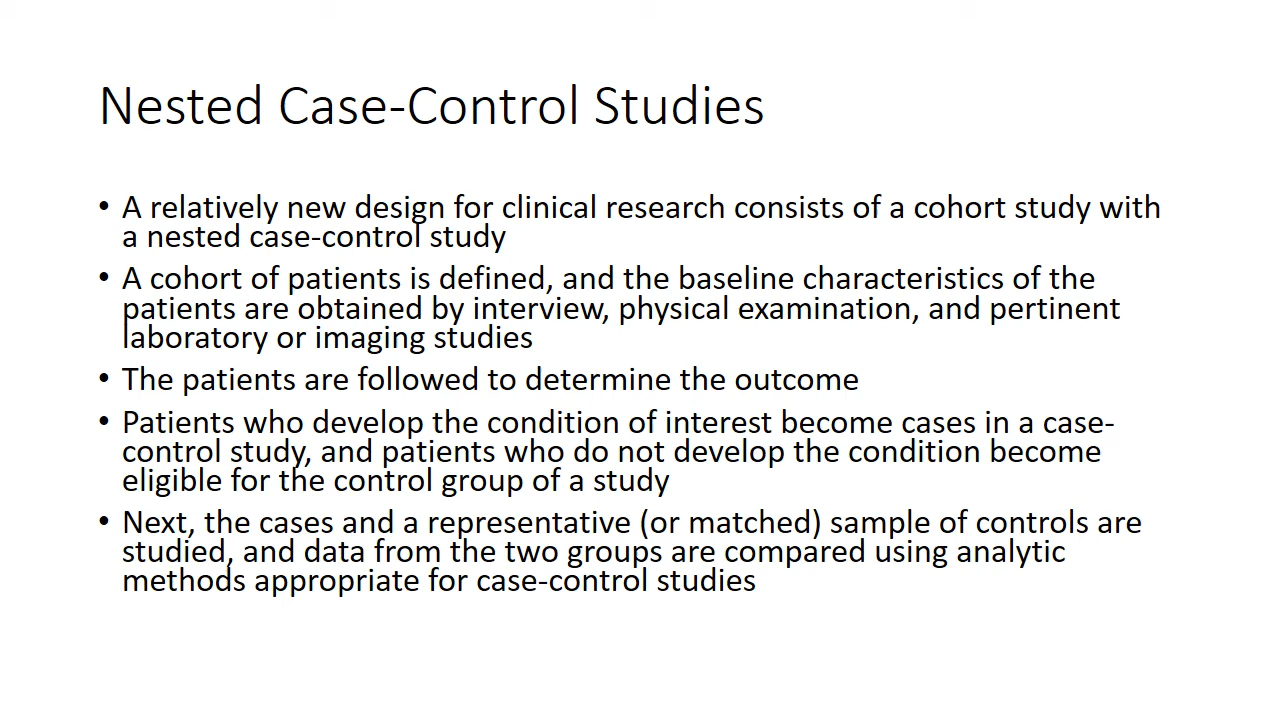 Nested Case-Control Studies
• A relatively new design for clinical research consists of a cohort study with
a nested case-control study
• A cohort of patients is defined, and the baseline characteristics of the
patients are obtained by interview, physical examination, and pertinent
laboratory or imaging studies
• The patients are followed to determine the outcome
• Patients who develop the condition of interest become cases in a case-
control study, and patients who do not develop the condition become
eligible for the control group of a study
• Next, the cases and a representative (or matched) sample of controls are
studied, and data from the two groups are compared using analytic
methods appropriate for case-control studies